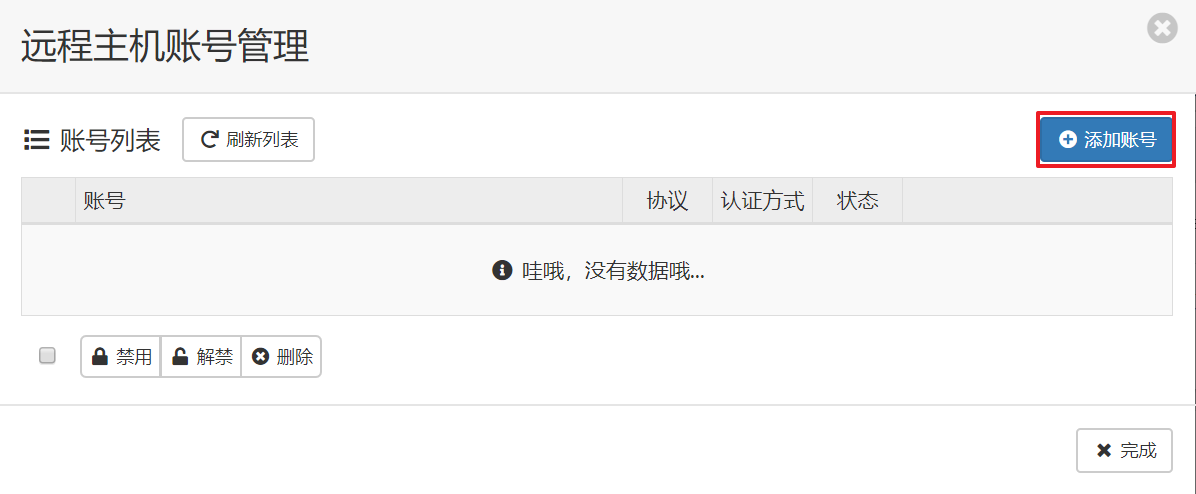 远程主机账号管理
账号列表 刷新列表 添加账号
账号 协议 认证方式 状态
哇哦，没有数据哦...
禁用 解禁 删除
完成